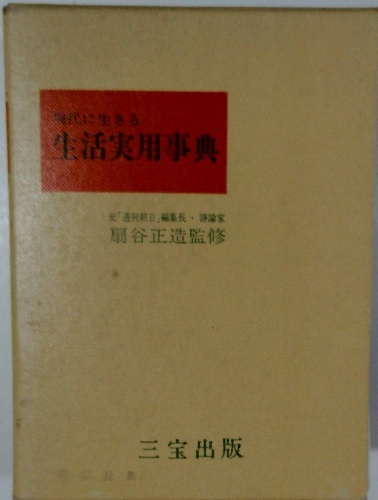 現代に生きる
生活実用事典
元「週刊朝日」編集長・評論家
扇谷正造監修
三宝出版